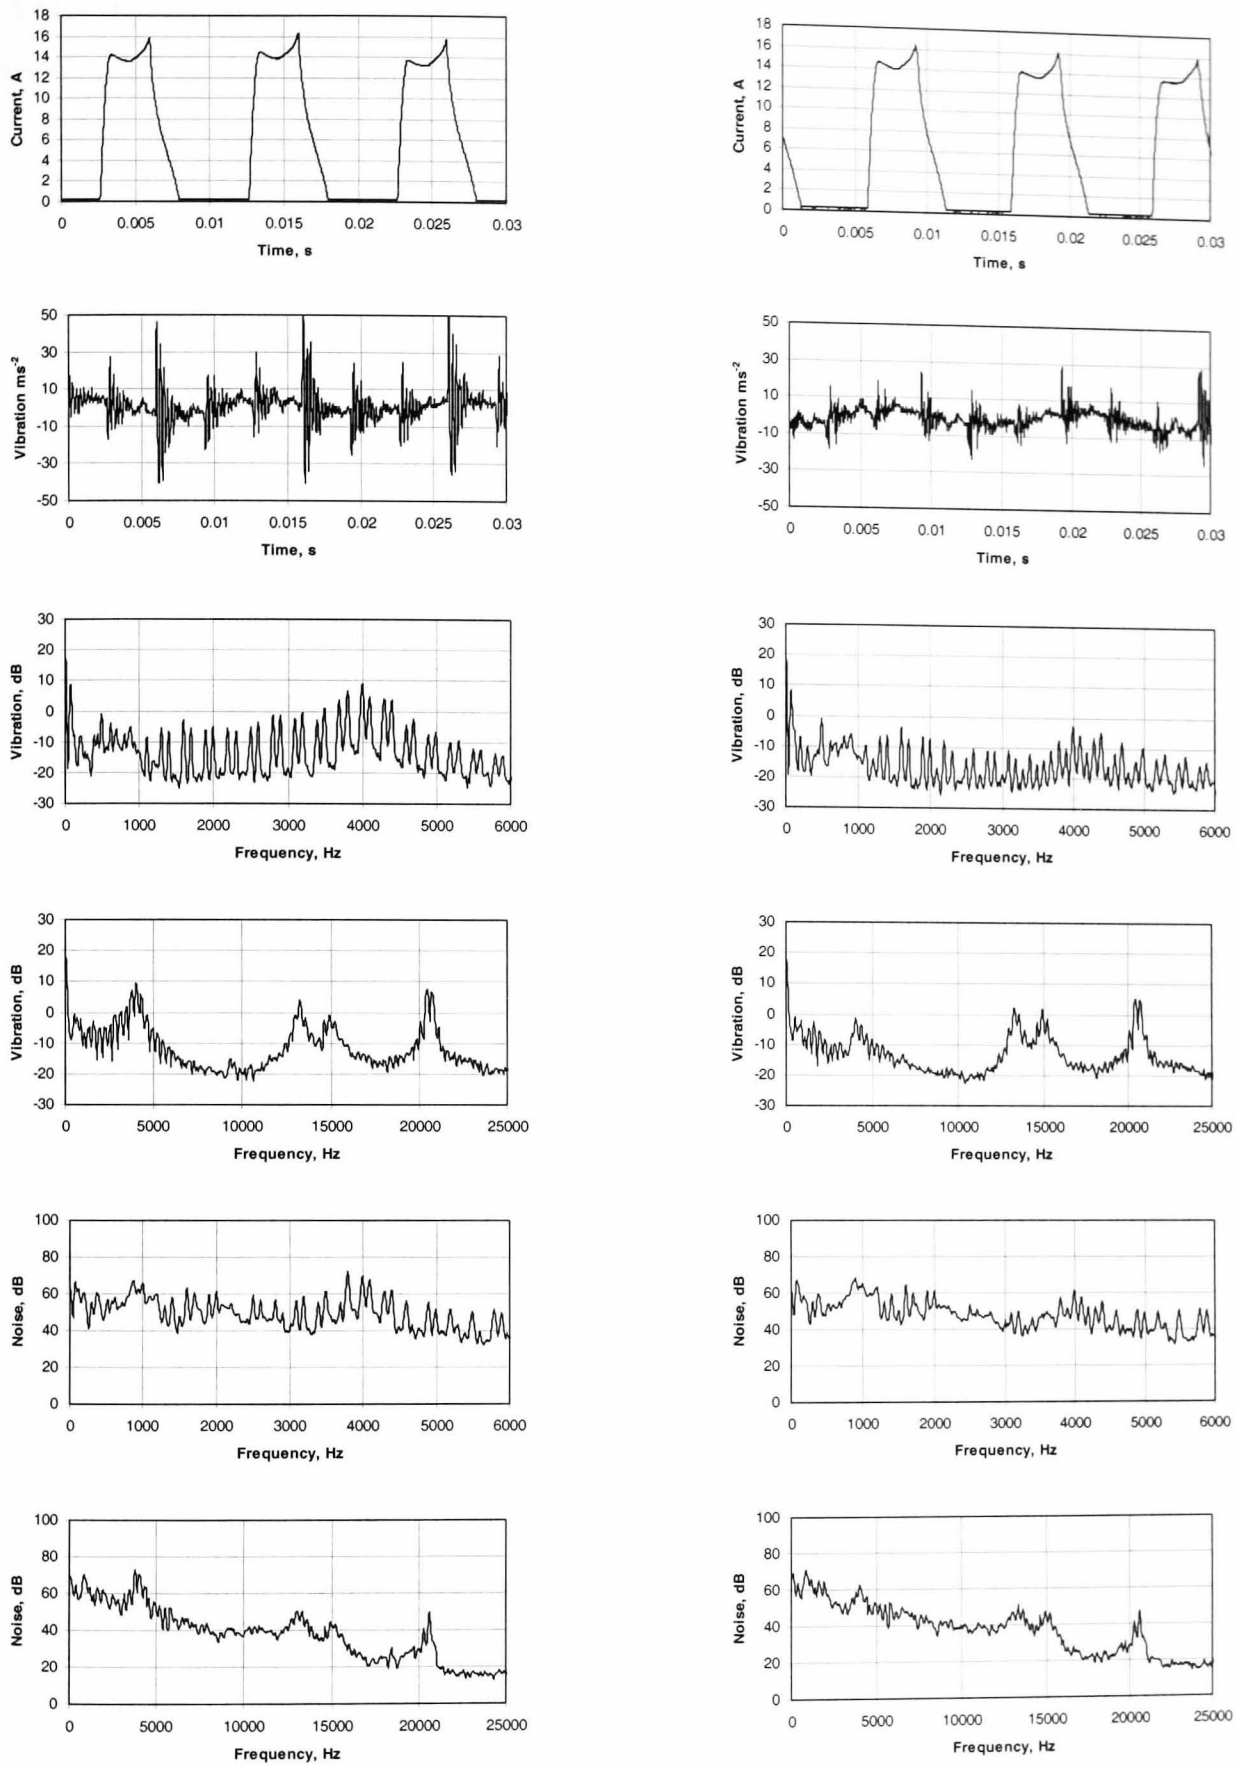 18
16
14
12
10
8
6
4
2
0
Current, A
0 0.005 0.01 0.015 0.02 0.025 0.03
Time, s
18
16
14
12
10
8
6
4
2
0
Current, A
0 0.005 0.01 0.015 0.02 0.025 0.03
Time, s
50
30
10
-10
-30
-50
Vibration ms-2
0 0.005 0.01 0.015 0.02 0.025 0.03
Time, s
50
30
10
-10
-30
-50
Vibration ms-2
0 0.005 0.01 0.015 0.02 0.025 0.03
Time, s
30
20
10
0
-10
-20
-30
Vibration, dB
0 1000 2000 3000 4000 5000 6000
Frequency, Hz
30
20
10
0
-10
-20
-30
Vibration, dB
0 1000 2000 3000 4000 5000 6000
Frequency, Hz
30
20
10
0
-10
-20
-30
Vibration, dB
0 5000 10000 15000 20000 25000
Frequency, Hz
30
20
10
0
-10
-20
-30
Vibration, dB
0 5000 10000 15000 20000 25000
Frequency, Hz
100
80
60
40
20
0
Noise, dB
0 1000 2000 3000 4000 5000 6000
Frequency, Hz
100
80
60
40
20
0
Noise, dB
0 1000 2000 3000 4000 5000 6000
Frequency, Hz
100
80
60
40
20
0
Noise, dB
0 5000 10000 15000 20000 25000
Frequency, Hz
100
80
60
40
20
0
Noise, dB
0 5000 10000 15000 20000 25000
Frequency, Hz